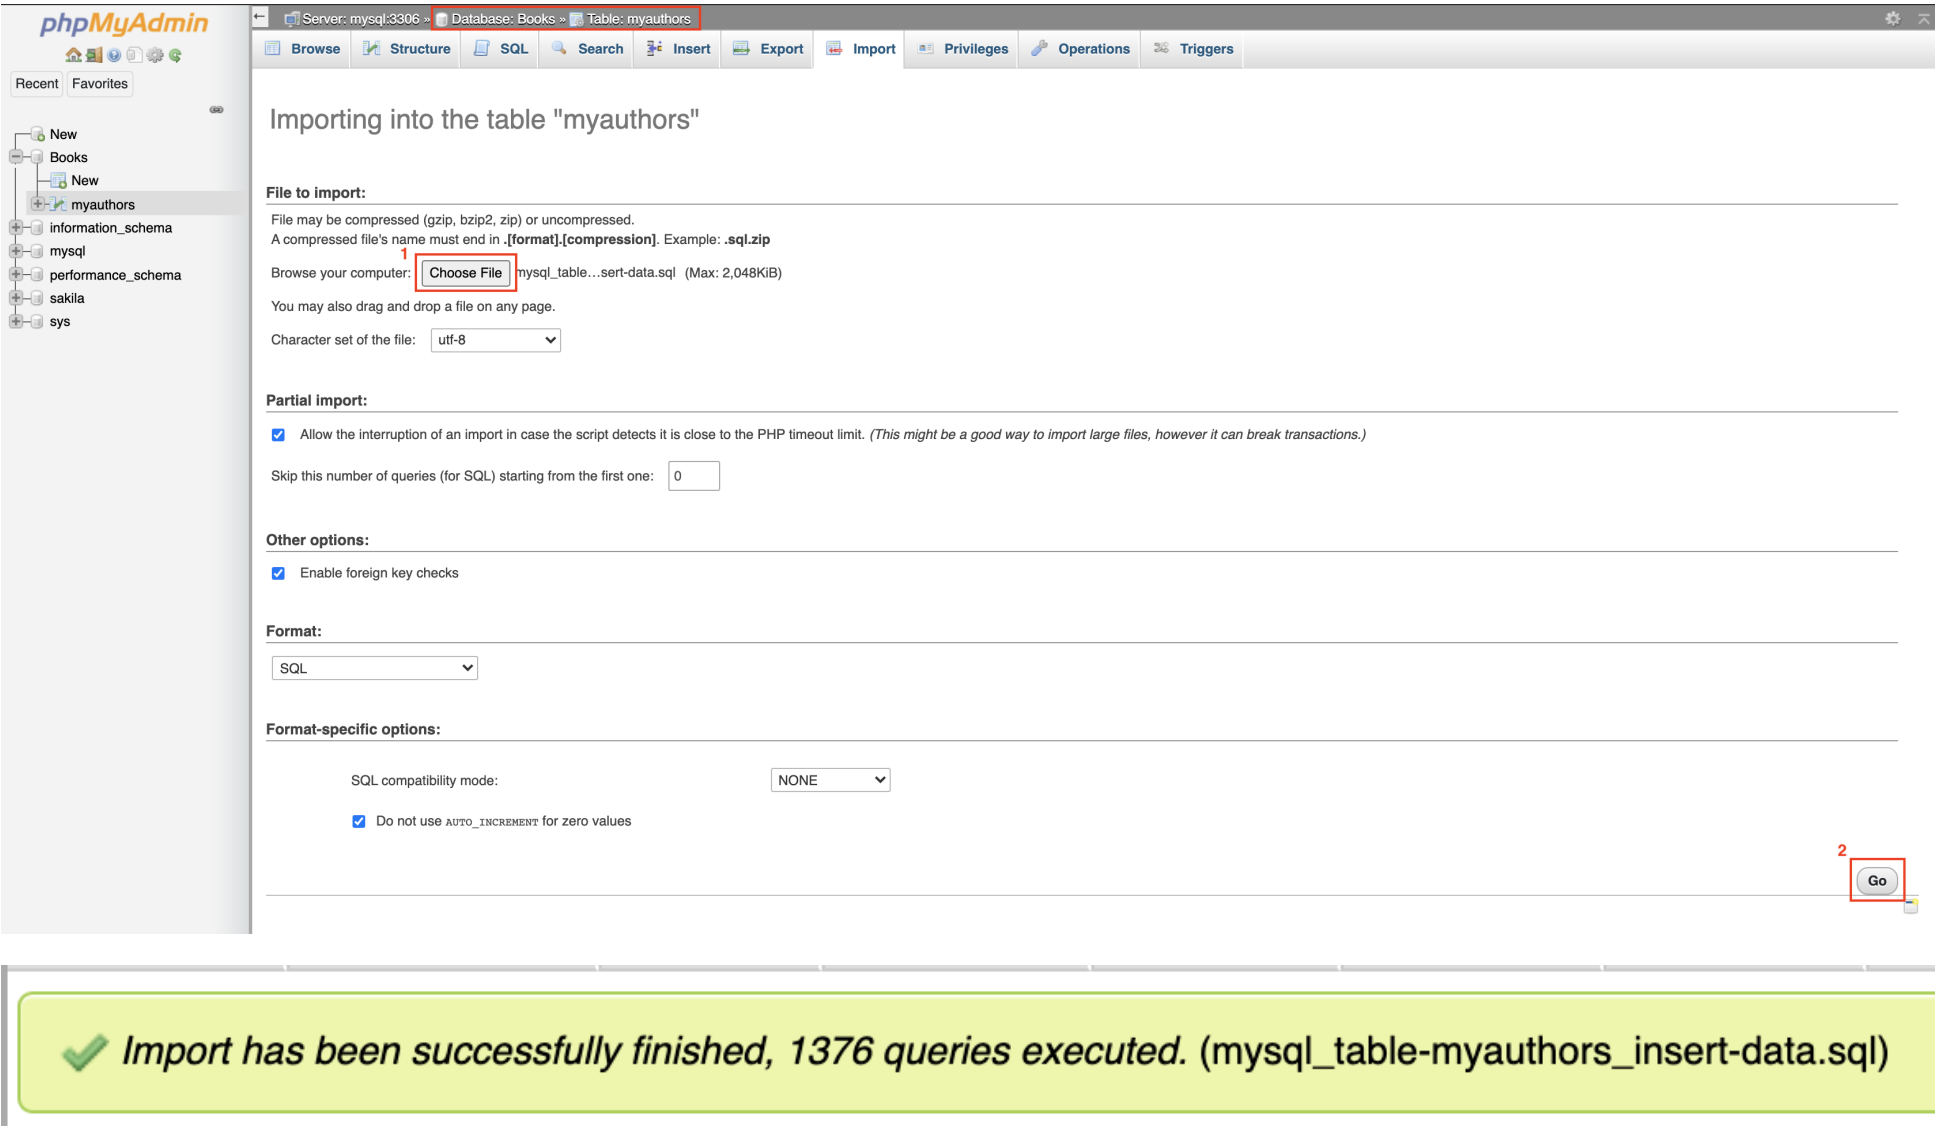 phpMyAdmin
Recent Favorites
New
Books
New
myauthors
information_schema
mysql
performance_schema
sakila
sys
Server: mysql:3306 » Database: Books » Table: myauthors
Browse Structure SQL Search Insert Export Import Privileges Operations Triggers
Importing into the table "myauthors"
File to import:
File may be compressed (gzip, bzip2, zip) or uncompressed.
A compressed file's name must end in .[format].[compression]. Example: .sql.zip
1
Browse your computer: Choose File mysql_table…sert-data.sql (Max: 2,048KiB)
You may also drag and drop a file on any page.
Character set of the file: utf-8
Partial import:
Allow the interruption of an import in case the script detects it is close to the PHP timeout limit. (This might be a good way to import large files, however it can break transactions.)
Skip this number of queries (for SQL) starting from the first one: 0
Other options:
Enable foreign key checks
Format:
SQL
Format-specific options:
SQL compatibility mode: NONE
Do not use AUTO_INCREMENT for zero values
2
Go
Import has been successfully finished, 1376 queries executed. (mysql_table-myauthors_insert-data.sql)